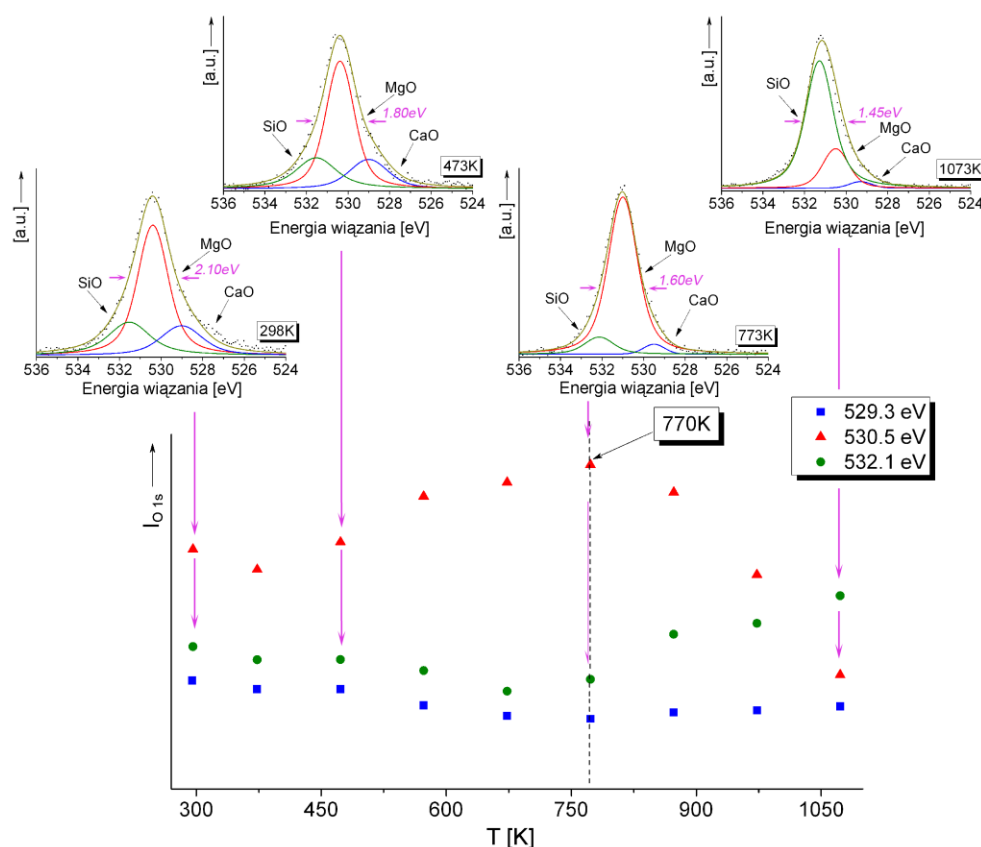 [a.u.]
SiO
MgO
1.80eV
CaO
473K
536 534 532 530 528 526 524
Energia wiązania [eV]
[a.u.]
SiO
1.45eV
MgO
CaO
1073K
536 534 532 530 528 526 524
Energia wiązania [eV]
[a.u.]
SiO
MgO
2.10eV
CaO
298K
536 534 532 530 528 526 524
Energia wiązania [eV]
[a.u.]
SiO
MgO
1.60eV
CaO
773K
536 534 532 530 528 526 524
Energia wiązania [eV]
529.3 eV
530.5 eV
532.1 eV
770K
I O 1s
300 450 600 750 900 1050
T [K]